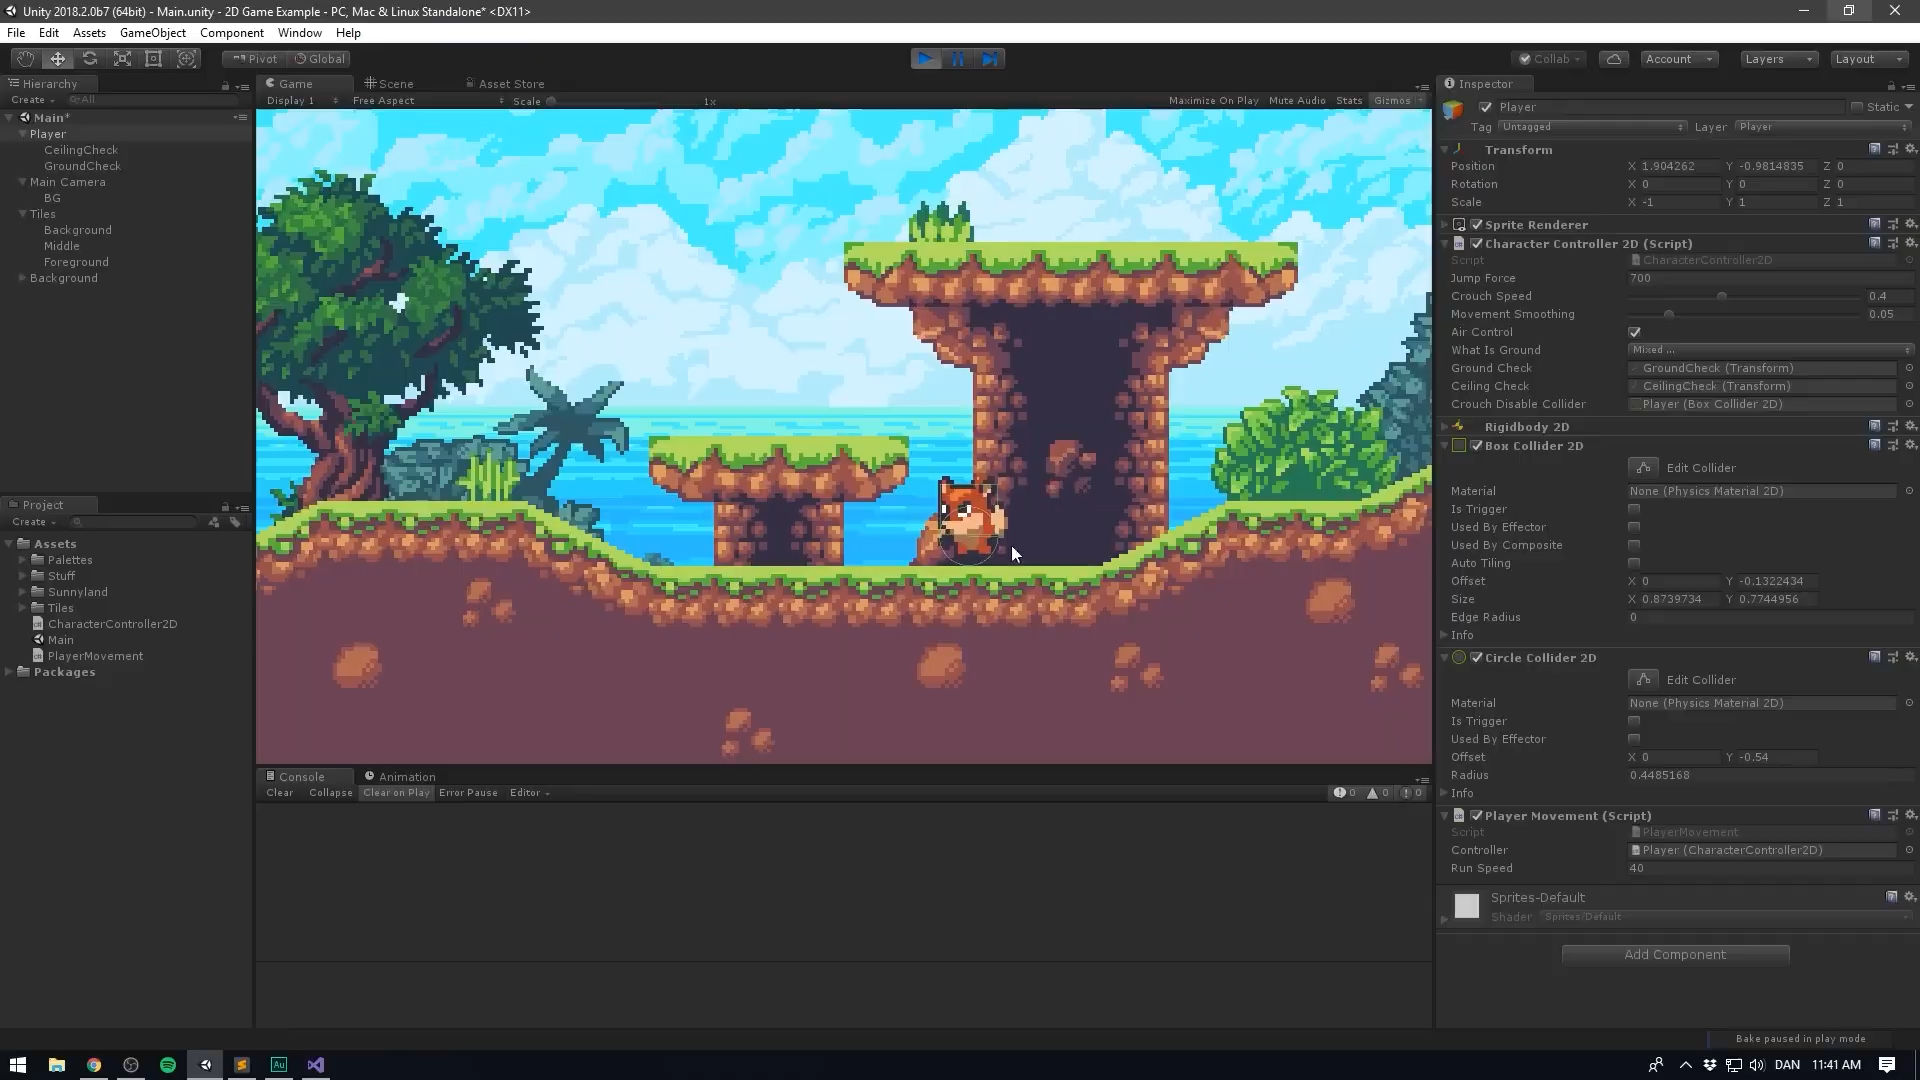 Unity 2018.2.0b7 (64bit) - Main.unity - 2D Game Example - PC, Mac & Linux Standalone* <DX11>
File Edit Assets GameObject Component Window Help
Pivot Global
Collab Account Layers Layout
Hierarchy
Create All
Main*
Player
CeilingCheck
GroundCheck
Main Camera
BG
Tiles
Background
Middle
Foreground
Background
Project
Create
Assets
Palettes
Stuff
Sunnyland
Tiles
CharacterController2D
Main
PlayerMovement
Packages
Game Scene Asset Store
Display 1 Free Aspect Scale 1x Maximize On Play Mute Audio Stats Gizmos
Console Animation
Clear Collapse Clear on Play Error Pause Editor 0 0 0
Inspector
Player Static
Tag Untagged Layer Player
Transform
Position X 1.904262 Y -0.9814835 Z 0
Rotation X 0 Y 0 Z 0
Scale X -1 Y 1 Z 1
Sprite Renderer
Character Controller 2D (Script)
Script CharacterController2D
Jump Force 700
Crouch Speed 0.4
Movement Smoothing 0.05
Air Control
What Is Ground Mixed ...
Ground Check GroundCheck (Transform)
Ceiling Check CeilingCheck (Transform)
Crouch Disable Collider Player (Box Collider 2D)
Rigidbody 2D
Box Collider 2D
Edit Collider
Material None (Physics Material 2D)
Is Trigger
Used By Effector
Used By Composite
Auto Tiling
Offset X 0 Y -0.1322434
Size X 0.8739734 Y 0.7744956
Edge Radius 0
Info
Circle Collider 2D
Edit Collider
Material None (Physics Material 2D)
Is Trigger
Used By Effector
Offset X 0 Y -0.54
Radius 0.4485168
Info
Player Movement (Script)
Script PlayerMovement
Controller Player (CharacterController2D)
Run Speed 40
Sprites-Default
Shader Sprites/Default
Add Component
Bake paused in play mode
Au DAN 11:41 AM